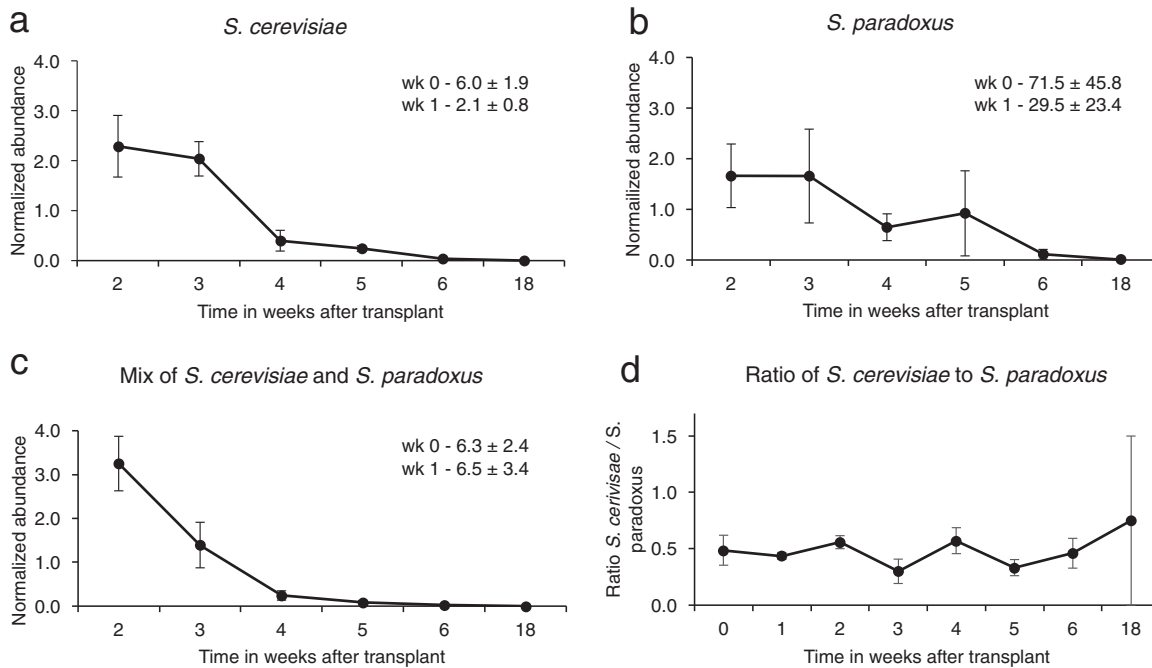 a
S. cerevisiae
Normalized abundance
4.0
3.0
2.0
1.0
0.0
wk 0 - 6.0 ± 1.9
wk 1 - 2.1 ± 0.8
2 3 4 5 6 18
Time in weeks after transplant
b
S. paradoxus
Normailized abundance
4.0
3.0
2.0
1.0
0.0
wk 0 - 71.5 ± 45.8
wk 1 - 29.5 ± 23.4
2 3 4 5 6 18
Time in weeks after transplant
c
Mix of S. cerevisiae and S. paradoxus
Normalized abundance
4.0
3.0
2.0
1.0
0.0
wk 0 - 6.3 ± 2.4
wk 1 - 6.5 ± 3.4
2 3 4 5 6 18
Time in weeks after transplant
d
Ratio of S. cerevisiae to S. paradoxus
Ratio S. cerivisae / S.
paradoxus
1.5
1.0
0.5
0.0
0 1 2 3 4 5 6 18
Time in weeks after transplant